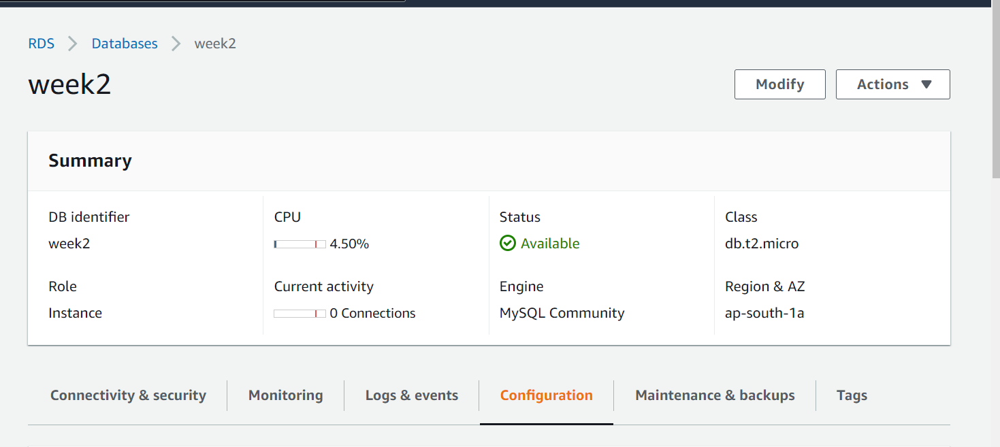 RDS > Databases > week2
week2
Modify
Actions
Summary
DB identifier
week2
CPU
4.50%
Status
Available
Class
db.t2.micro
Role
Instance
Current activity
0 Connections
Engine
MySQL Community
Region & AZ
ap-south-1a
Connectivity & security
Monitoring
Logs & events
Configuration
Maintenance & backups
Tags